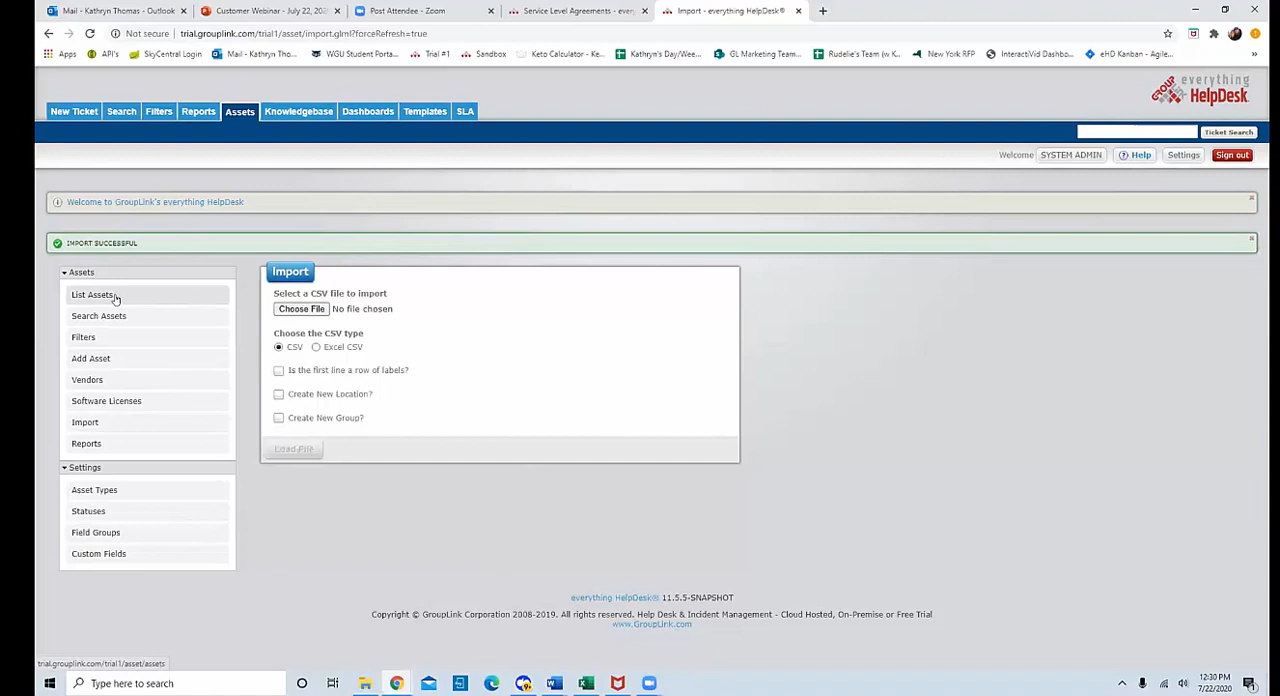 Mail - Kathryn Thomas - Outlook
Customer Webinar - July 22, 202
Post Attendee - Zoom
Service Level Agreements - ever
Import - everything HelpDesk®
Not secure
trial.grouplink.com/trial1/asset/import.glml?forceRefresh=true
Apps
API's
SkyCentral Login
Mail - Kathryn Tho...
WGU Student Porta...
Trial #1
Sandbox
Keto Calculator - Ke...
Kathryn's Day/Wee...
GL Marketing Team...
Rudelie's Team (w K...
New York RFP
InteractiVid Dashbo...
eHD Kanban - Agile...
»
GROUP
everything
HelpDesk
New Ticket
Search
Filters
Reports
Assets
Knowledgebase
Dashboards
Templates
SLA
Ticket Search
Welcome
SYSTEM ADMIN
Help
Settings
Sign out
Welcome to GroupLink's everything HelpDesk
IMPORT SUCCESSFUL
Assets
List Assets
Search Assets
Filters
Add Asset
Vendors
Software Licenses
Import
Reports
Settings
Asset Types
Statuses
Field Groups
Custom Fields
Import
Select a CSV file to import
Choose File No file chosen
Choose the CSV type
CSV Excel CSV
Is the first line a row of labels?
Create New Location?
Create New Group?
Load File
everything HelpDesk® 11.5.5-SNAPSHOT
Copyright © GroupLink Corporation 2008-2019. All rights reserved. Help Desk & Incident Management - Cloud Hosted, On-Premise or Free Trial
www.GroupLink.com
trial.grouplink.com/trial1/asset/assets
Type here to search
12:30 PM
7/22/2020